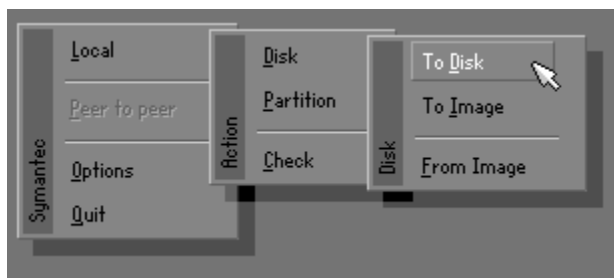 Symantec
Local
Peer to peer
Options
Quit
Action
Disk
Partition
Check
Disk
To Disk
To Image
From Image